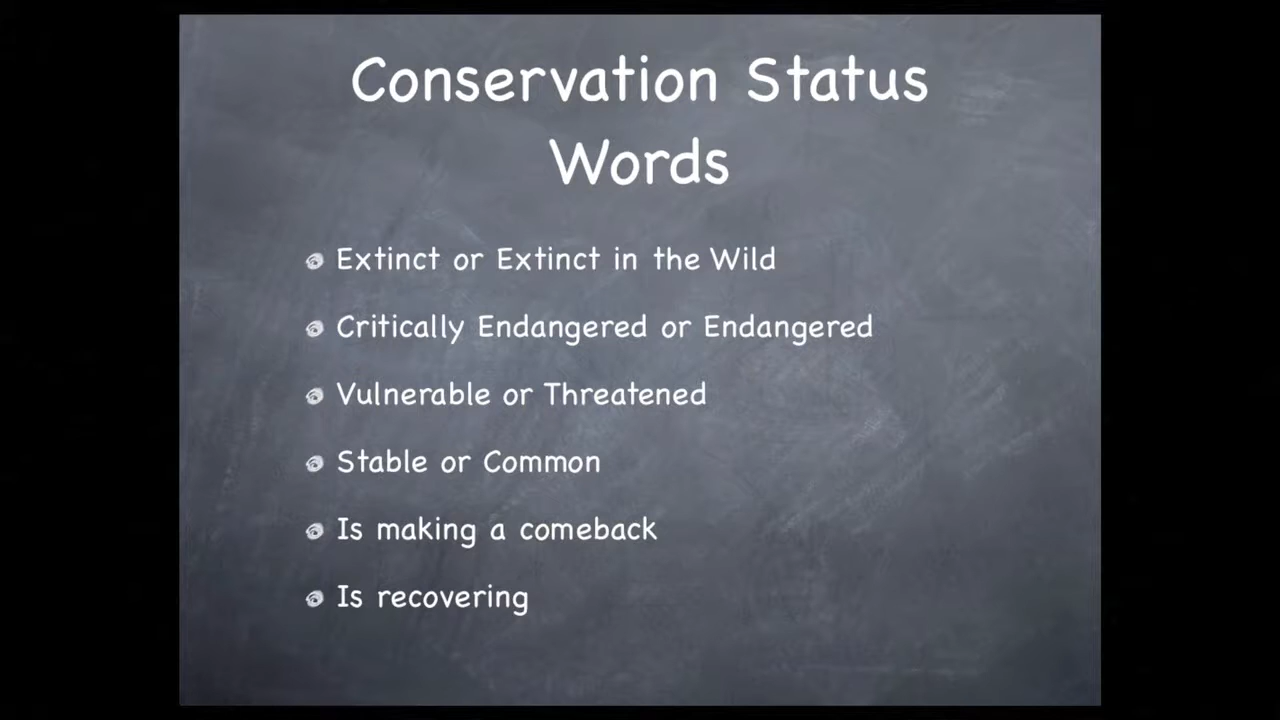 Conservation Status
Words
Extinct or Extinct in the Wild
Critically Endangered or Endangered
Vulnerable or Threatened
Stable or Common
Is making a comeback
Is recovering